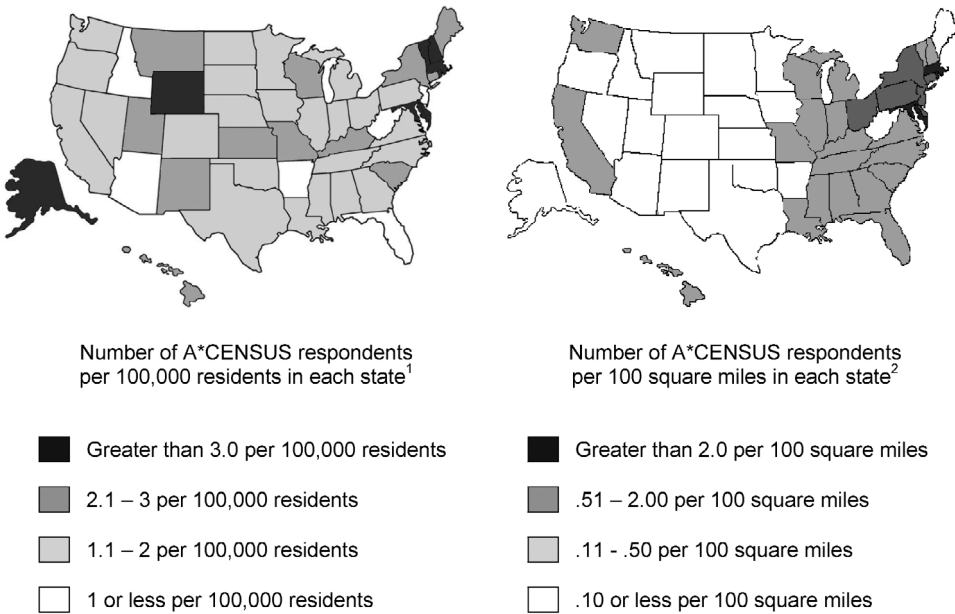 Number of A*CENSUS respondents
per 100,000 residents in each state¹
Greater than 3.0 per 100,000 residents
2.1 – 3 per 100,000 residents
1.1 – 2 per 100,000 residents
1 or less per 100,000 residents
Number of A*CENSUS respondents
per 100 square miles in each state²
Greater than 2.0 per 100 square miles
.51 – 2.00 per 100 square miles
.11 - .50 per 100 square miles
.10 or less per 100 square miles